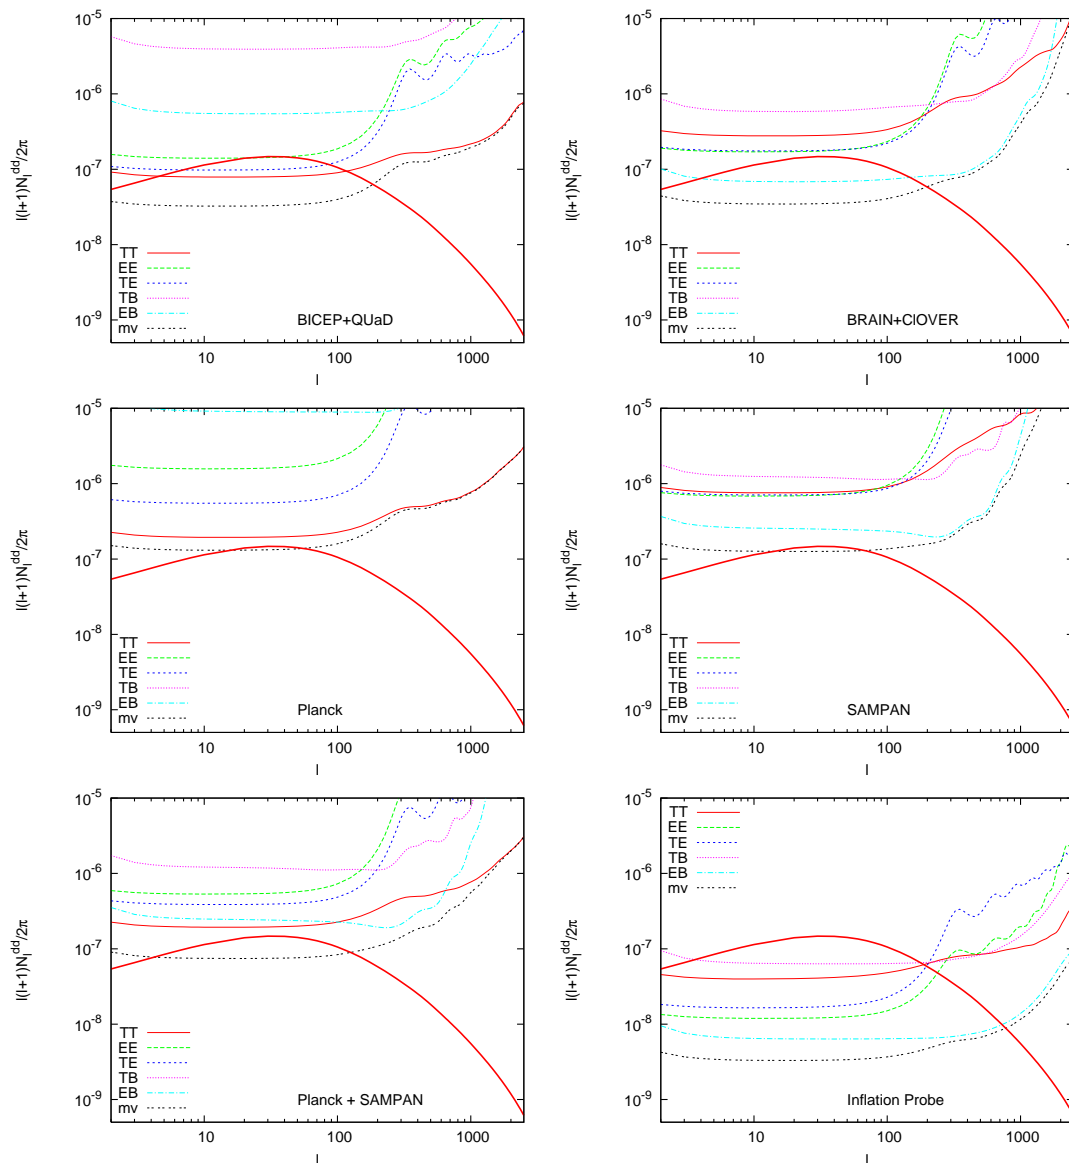 10⁻⁵
10⁻⁶
10⁻⁷
10⁻⁸
10⁻⁹
l(l+1)N_l^dd/2π
TT
EE
TE
TB
EB
mv
BICEP+QUaD
10 100 1000
l
10⁻⁵
10⁻⁶
10⁻⁷
10⁻⁸
10⁻⁹
l(l+1)N_l^dd/2π
TT
EE
TE
TB
EB
mv
BRAIN+ClOVER
10 100 1000
l
10⁻⁵
10⁻⁶
10⁻⁷
10⁻⁸
10⁻⁹
l(l+1)N_l^dd/2π
TT
EE
TE
TB
EB
mv
Planck
10 100 1000
l
10⁻⁵
10⁻⁶
10⁻⁷
10⁻⁸
10⁻⁹
l(l+1)N_l^dd/2π
TT
EE
TE
TB
EB
mv
SAMPAN
10 100 1000
l
10⁻⁵
10⁻⁶
10⁻⁷
10⁻⁸
10⁻⁹
l(l+1)N_l^dd/2π
TT
EE
TE
TB
EB
mv
Planck + SAMPAN
10 100 1000
l
10⁻⁵
10⁻⁶
10⁻⁷
10⁻⁸
10⁻⁹
l(l+1)N_l^dd/2π
TT
EE
TE
TB
EB
mv
Inflation Probe
10 100 1000
l